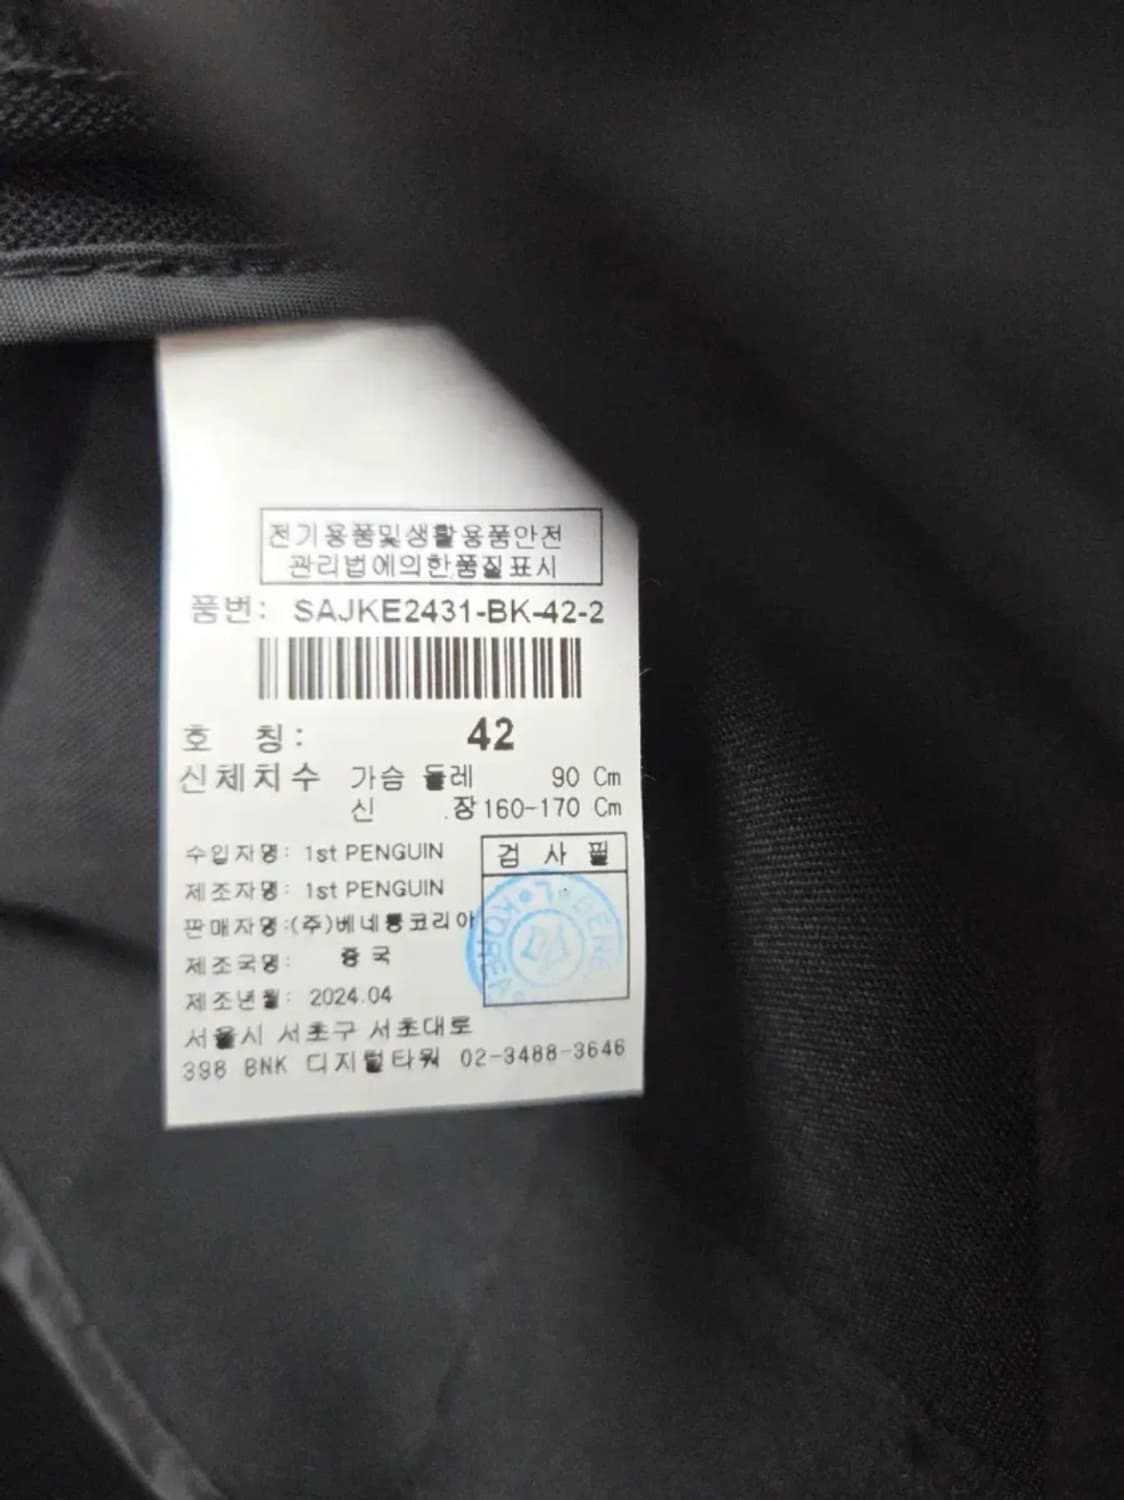 전기용품및생활용품안전
관리법에의한품질표시
품번: SAJKE2431-BK-42-2
호 칭: 42
신체치수 가슴 둘레 90 Cm
신 장 160-170 Cm
수입자명: 1st PENGUIN
검 사 필
제조자명: 1st PENGUIN
판매자명:(주)베네통코리아
제조국명: 중국
제조년월: 2024.04
서울시 서초구 서초대로
398 BNK 디지털타워 02-3488-3646